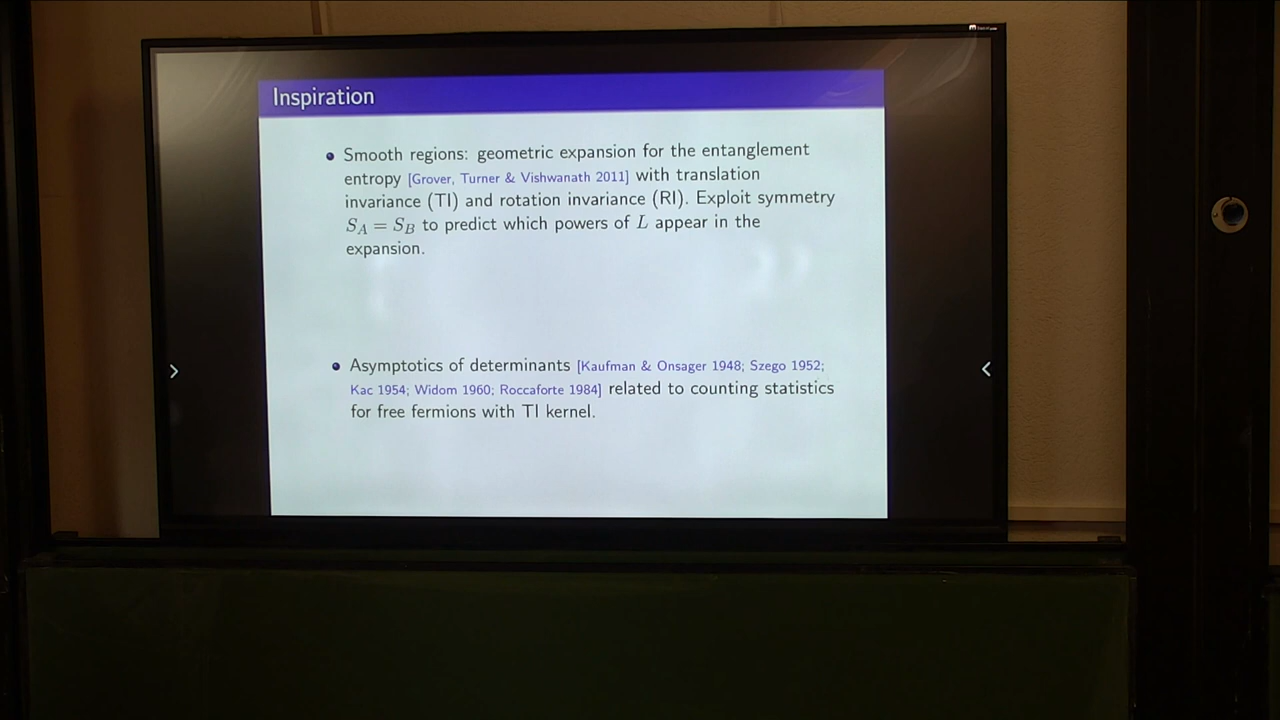 Inspiration
Smooth regions: geometric expansion for the entanglement
entropy [Grover, Turner & Vishwanath 2011] with translation
invariance (TI) and rotation invariance (RI). Exploit symmetry
S_A = S_B to predict which powers of L appear in the
expansion.
Asymptotics of determinants [Kaufman & Onsager 1948; Szego 1952;
Kac 1954; Widom 1960; Roccaforte 1984] related to counting statistics
for free fermions with TI kernel.